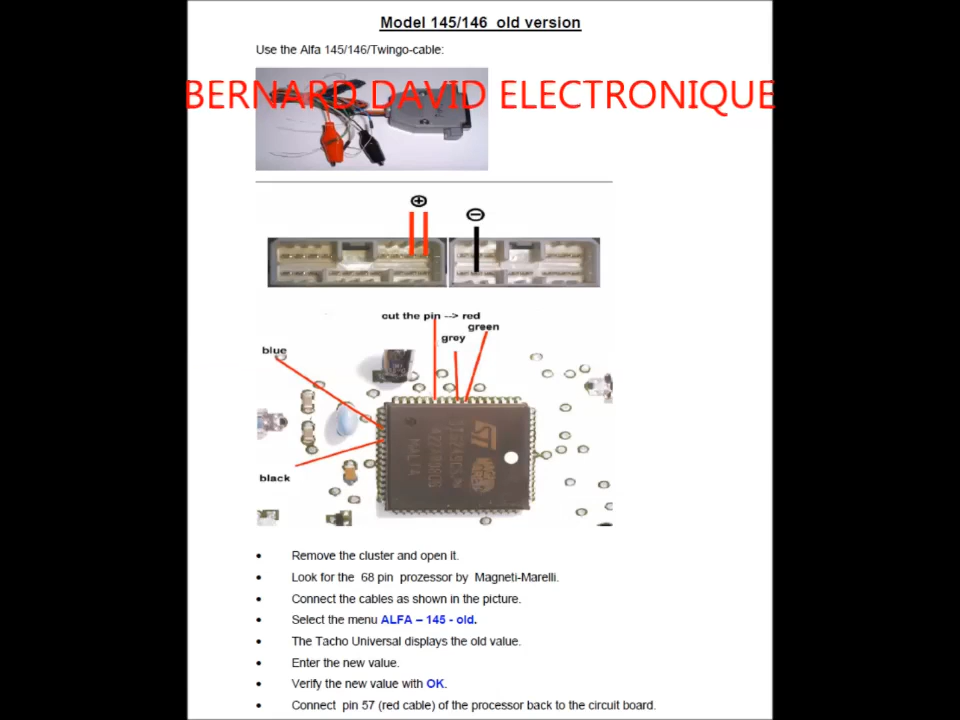 Model 145/146 old version
Use the Alfa 145/146/Twingo-cable:
BERNARD DAVID ELECTRONIQUE
cut the pin --> red
green
grey
blue
black
ST
MALTA
• Remove the cluster and open it.
• Look for the 68 pin prozessor by Magneti-Marelli.
• Connect the cables as shown in the picture.
• Select the menu ALFA – 145 - old.
• The Tacho Universal displays the old value.
• Enter the new value.
• Verify the new value with OK.
• Connect pin 57 (red cable) of the processor back to the circuit board.